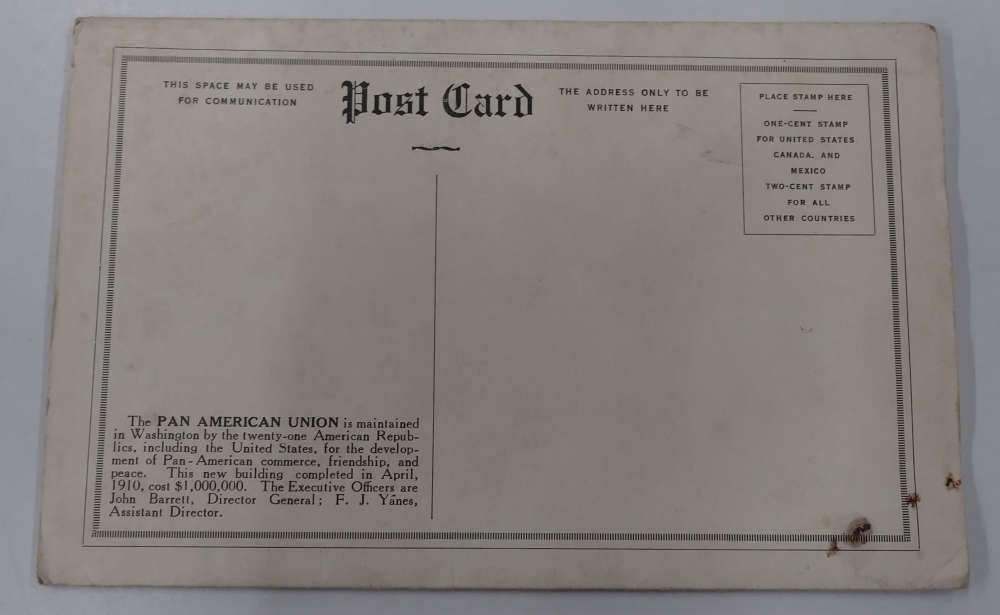 THIS SPACE MAY BE USED
FOR COMMUNICATION
Post Card
THE ADDRESS ONLY TO BE
WRITTEN HERE
PLACE STAMP HERE
ONE-CENT STAMP
FOR UNITED STATES
CANADA, AND
MEXICO
TWO-CENT STAMP
FOR ALL
OTHER COUNTRIES
The PAN AMERICAN UNION is maintained
in Washington by the twenty-one American Repub-
lics, including the United States, for the develop-
ment of Pan-American commerce, friendship, and
peace. This new building completed in April,
1910, cost $1,000,000. The Executive Officers are
John Barrett, Director General; F. J. Yánes,
Assistant Director.